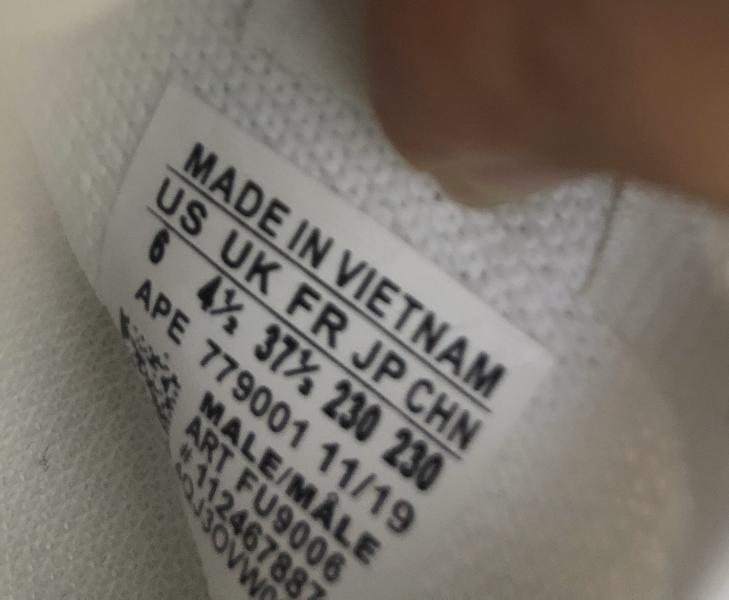 MADE IN VIETNAM
US UK FR JP CHN
6 4½ 37⅓ 230 230
APE 779001 11/19
MALE/MÂLE
ART FU9006
# 112467887